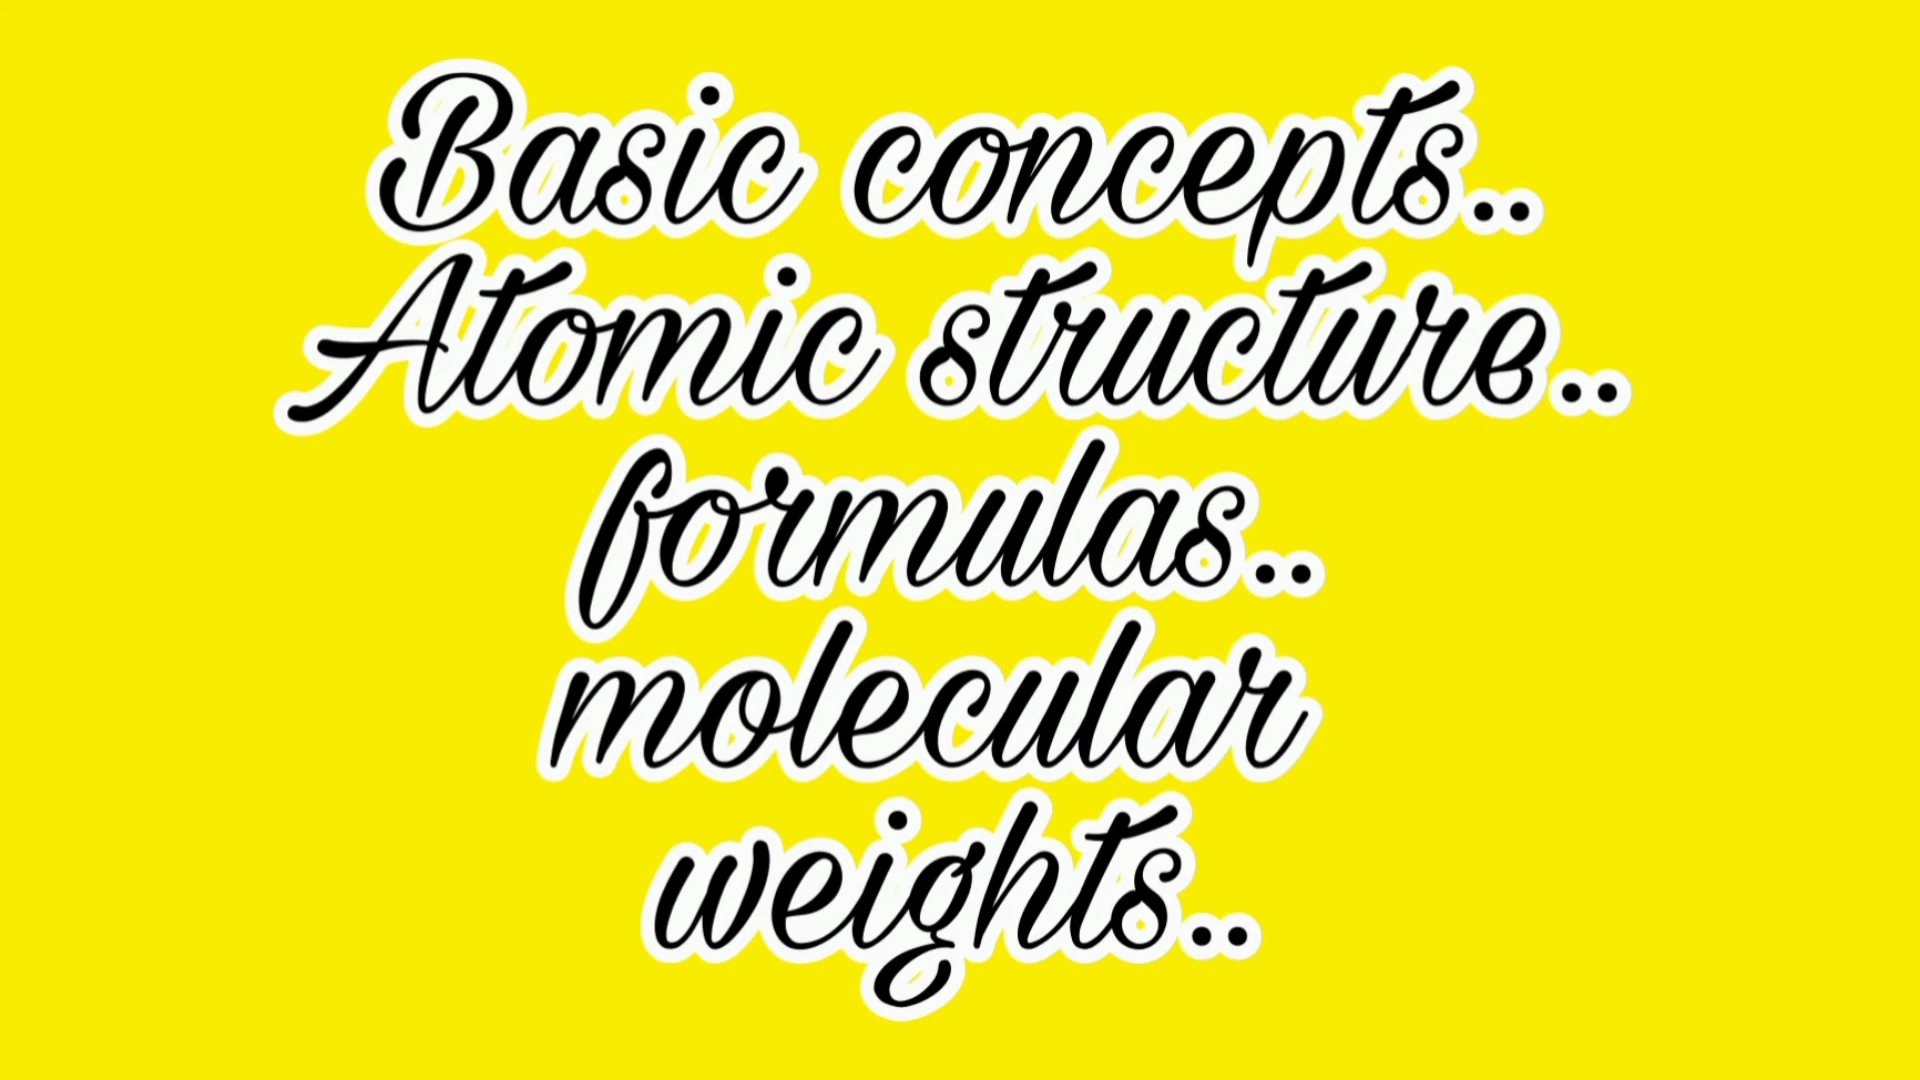 Basic concepts..
Atomic structure..
formulas..
molecular
weights..